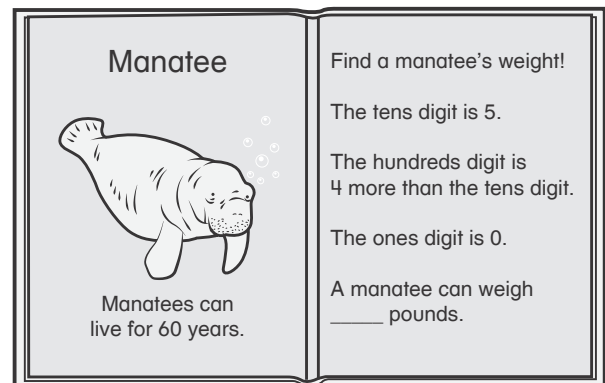 Manatee
Manatees can
live for 60 years.
Find a manatee's weight!
The tens digit is 5.
The hundreds digit is
4 more than the tens digit.
The ones digit is 0.
A manatee can weigh
_____ pounds.